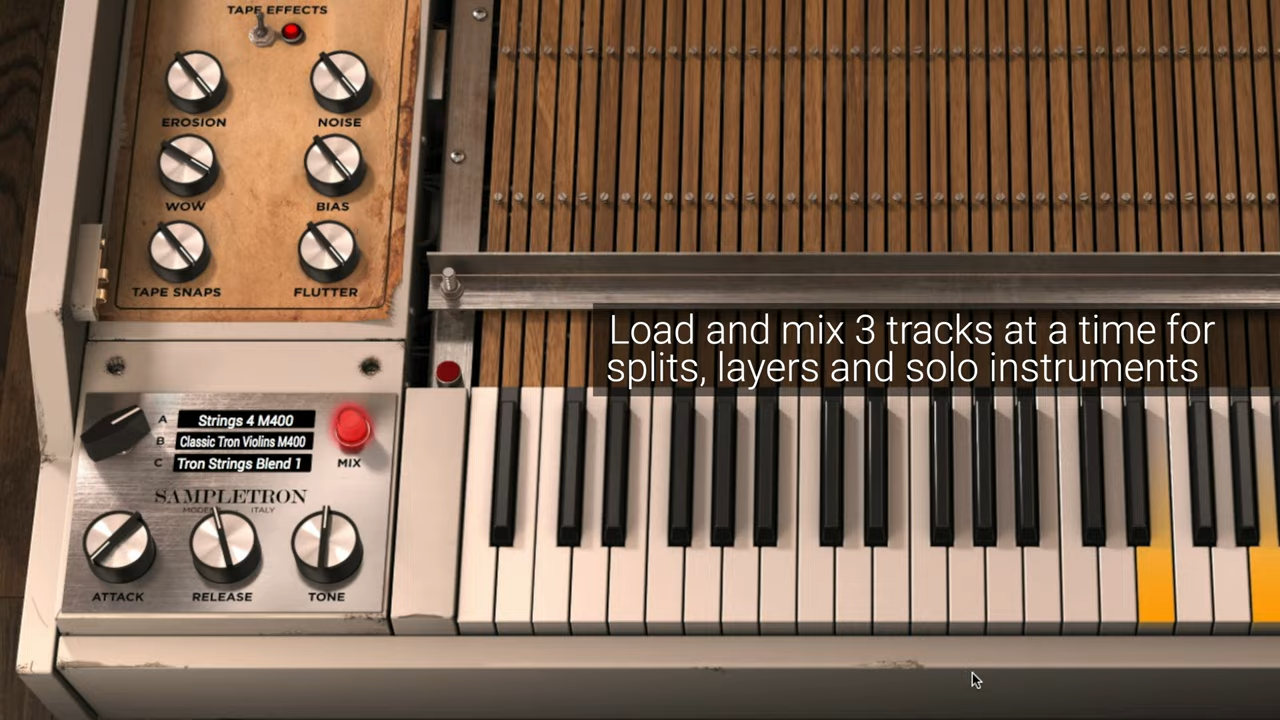 TAPE EFFECTS
EROSION NOISE
WOW BIAS
TAPE SNAPS FLUTTER
Load and mix 3 tracks at a time for
splits, layers and solo instruments
A Strings 4 M400
B Classic Tron Violins M400
C Tron Strings Blend 1
MIX
SAMPLETRON
ITALY
ATTACK RELEASE TONE